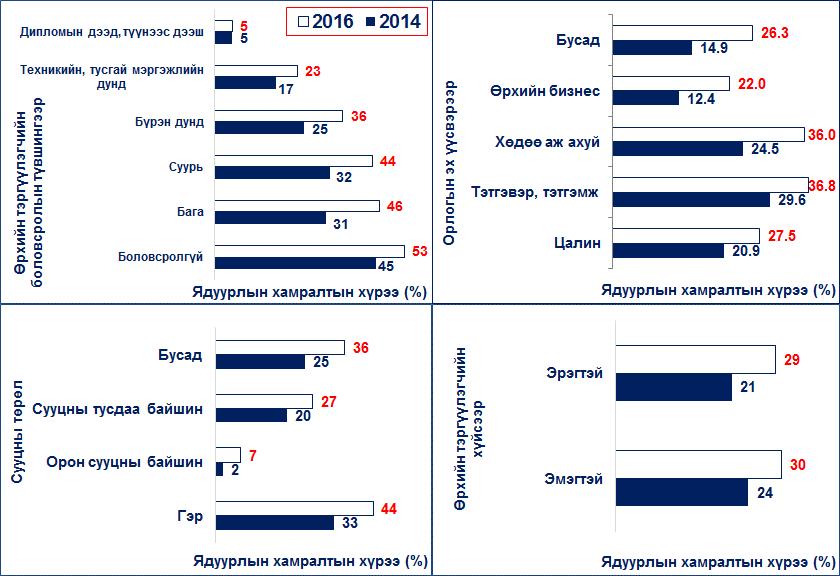 2016 2014
Өрхийн тэргүүлэгчийн
боловсролын түвшингээр
Дипломын дээд, түүнээс дээш
5
5
Техникийн, тусгай мэргэжлийн
дунд
23
17
Бүрэн дунд
36
25
Суурь
44
32
Бага
46
31
Боловсролгүй
53
45
Ядуурлын хамралтын хүрээ (%)
Орлогын эх үүсвэрээр
Бусад
26.3
14.9
Өрхийн бизнес
22.0
12.4
Хөдөө аж ахуй
36.0
24.5
Тэтгэвэр, тэтгэмж
36.8
29.6
Цалин
27.5
20.9
Ядуурлын хамралтын хүрээ (%)
Сууцны төрөл
Бусад
36
25
Сууцны тусдаа байшин
27
20
Орон сууцны байшин
7
2
Гэр
44
33
Ядуурлын хамралтын хүрээ (%)
Өрхийн тэргүүлэгчийн
хүйсээр
Эрэгтэй
29
21
Эмэгтэй
30
24
Ядуурлын хамралтын хүрээ (%)